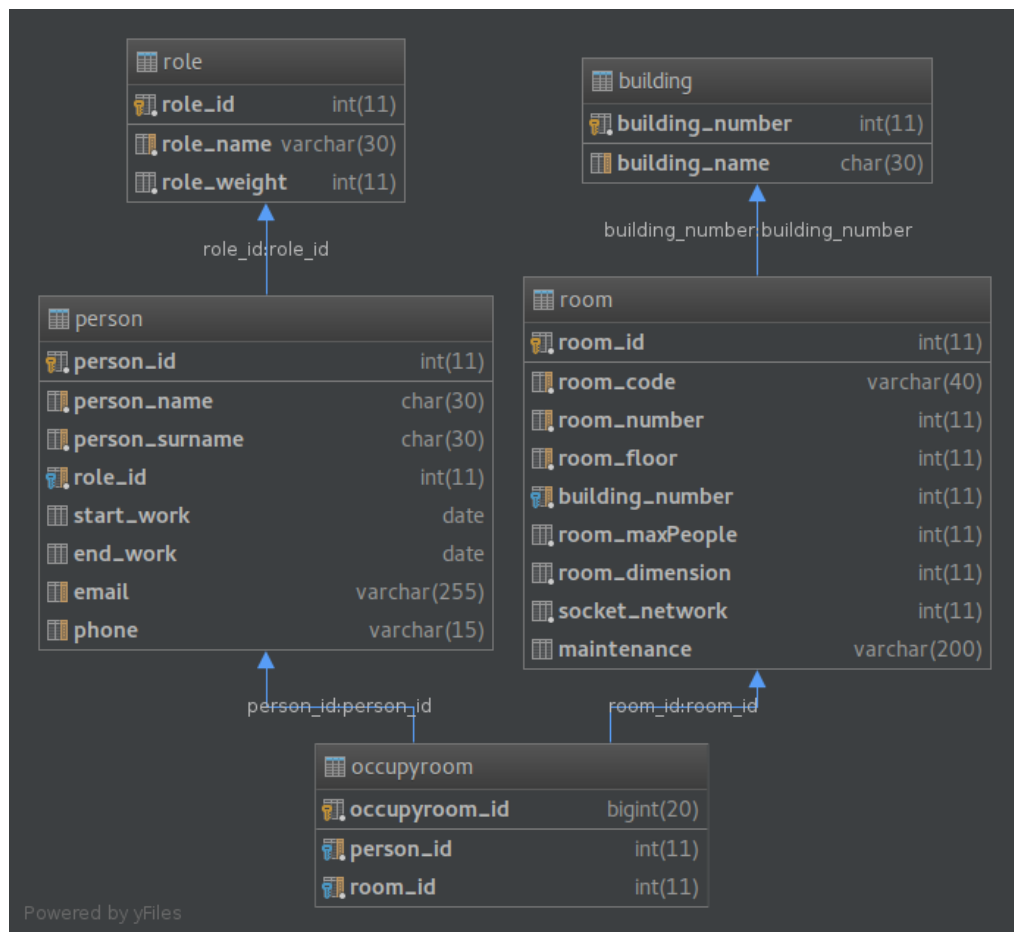 role
role_id int(11)
role_name varchar(30)
role_weight int(11)
building
building_number int(11)
building_name char(30)
role_id:role_id
building_number:building_number
person
person_id int(11)
person_name char(30)
person_surname char(30)
role_id int(11)
start_work date
end_work date
email varchar(255)
phone varchar(15)
room
room_id int(11)
room_code varchar(40)
room_number int(11)
room_floor int(11)
building_number int(11)
room_maxPeople int(11)
room_dimension int(11)
socket_network int(11)
maintenance varchar(200)
person_id:person_id
room_id:room_id
occupyroom
occupyroom_id bigint(20)
person_id int(11)
room_id int(11)
Powered by yFiles